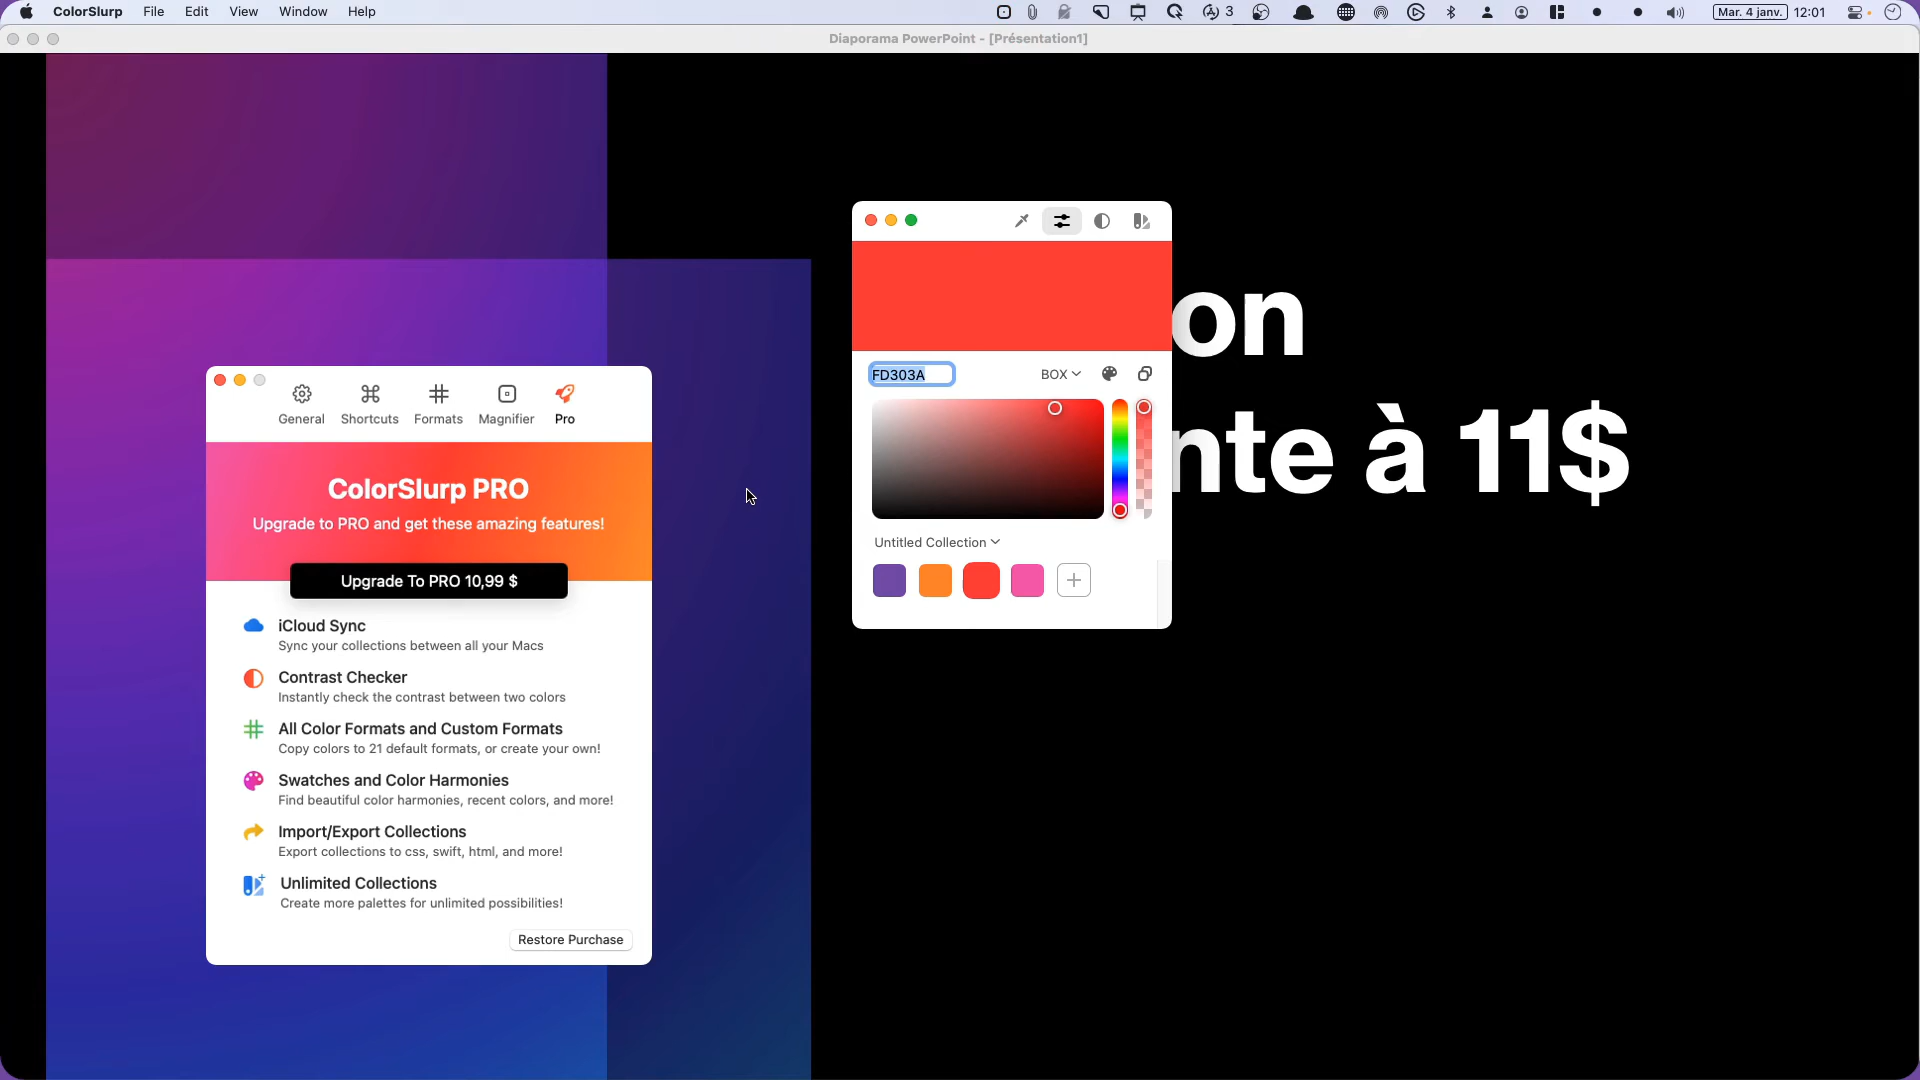 ColorSlurp File Edit View Window Help
3
Mar. 4 janv. 12:01
Diaporama PowerPoint - [Présentation1]
on
nte à 11$
General Shortcuts Formats Magnifier Pro
ColorSlurp PRO
Upgrade to PRO and get these amazing features!
Upgrade To PRO 10,99 $
iCloud Sync
Sync your collections between all your Macs
Contrast Checker
Instantly check the contrast between two colors
All Color Formats and Custom Formats
Copy colors to 21 default formats, or create your own!
Swatches and Color Harmonies
Find beautiful color harmonies, recent colors, and more!
Import/Export Collections
Export collections to css, swift, html, and more!
Unlimited Collections
Create more palettes for unlimited possibilities!
Restore Purchase
FD303A
BOX
Untitled Collection